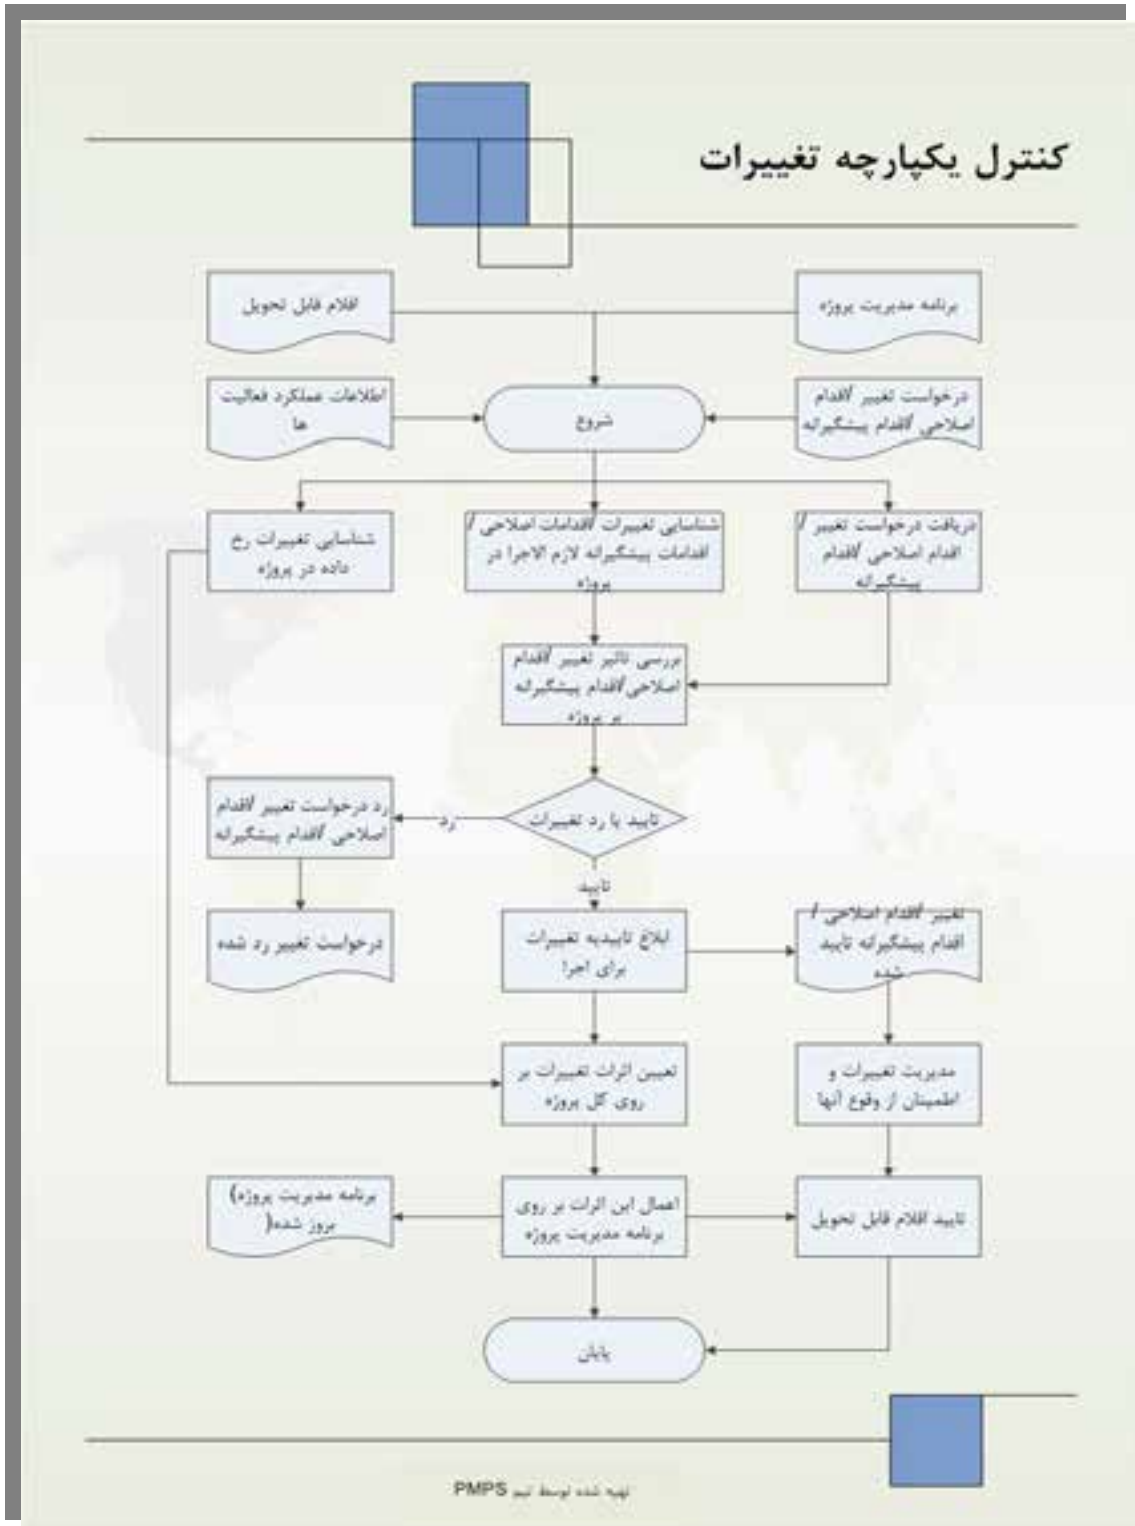 کنترل یکپارچه تغییرات
برنامه مدیریت پروژه
اقلام قابل تحویل
درخواست تغییر /اقدام
اصلاحی /اقدام پیشگیرانه
شروع
اطلاعات عملکرد فعالیت
ها
دریافت درخواست تغییر /
اقدام اصلاحی /اقدام
پیشگیرانه
شناسایی تغییرات /اقدامات اصلاحی /
اقدامات پیشگیرانه لازم الاجرا در
پروژه
شناسایی تغییرات رخ
داده در پروژه
بررسی تاثیر تغییر /اقدام
اصلاحی/اقدام پیشگیرانه
بر پروژه
تایید یا رد تغییرات
رد
رد درخواست تغییر /اقدام
اصلاحی /اقدام پیشگیرانه
تایید
تغییر /اقدام اصلاحی /
اقدام پیشگیرانه تایید
شده
ابلاغ تاییدیه تغییرات
برای اجرا
درخواست تغییر رد شده
مدیریت تغییرات و
اطمینان از وقوع آنها
تعیین اثرات تغییرات بر
روی کل پروژه
تایید اقلام قابل تحویل
اعمال این اثرات بر روی
برنامه مدیریت پروژه
برنامه مدیریت پروژه)
بروز شده(
پایان
تهیه شده توسط تیم PMPS